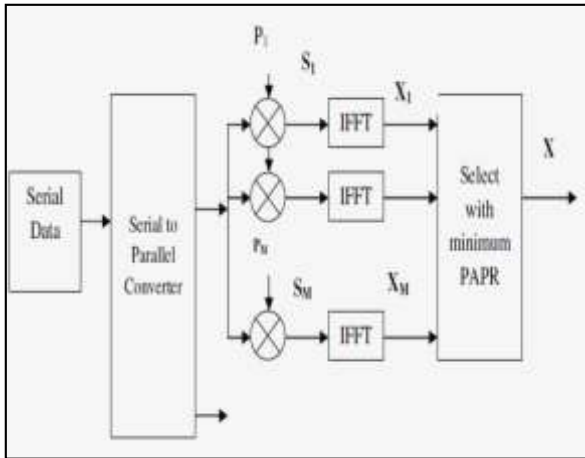 P1
S1
X1
IFFT
X
Serial
Data
Serial to
Parallel
Converter
IFFT
Select
with
minimum
PAPR
PM
SM
XM
IFFT